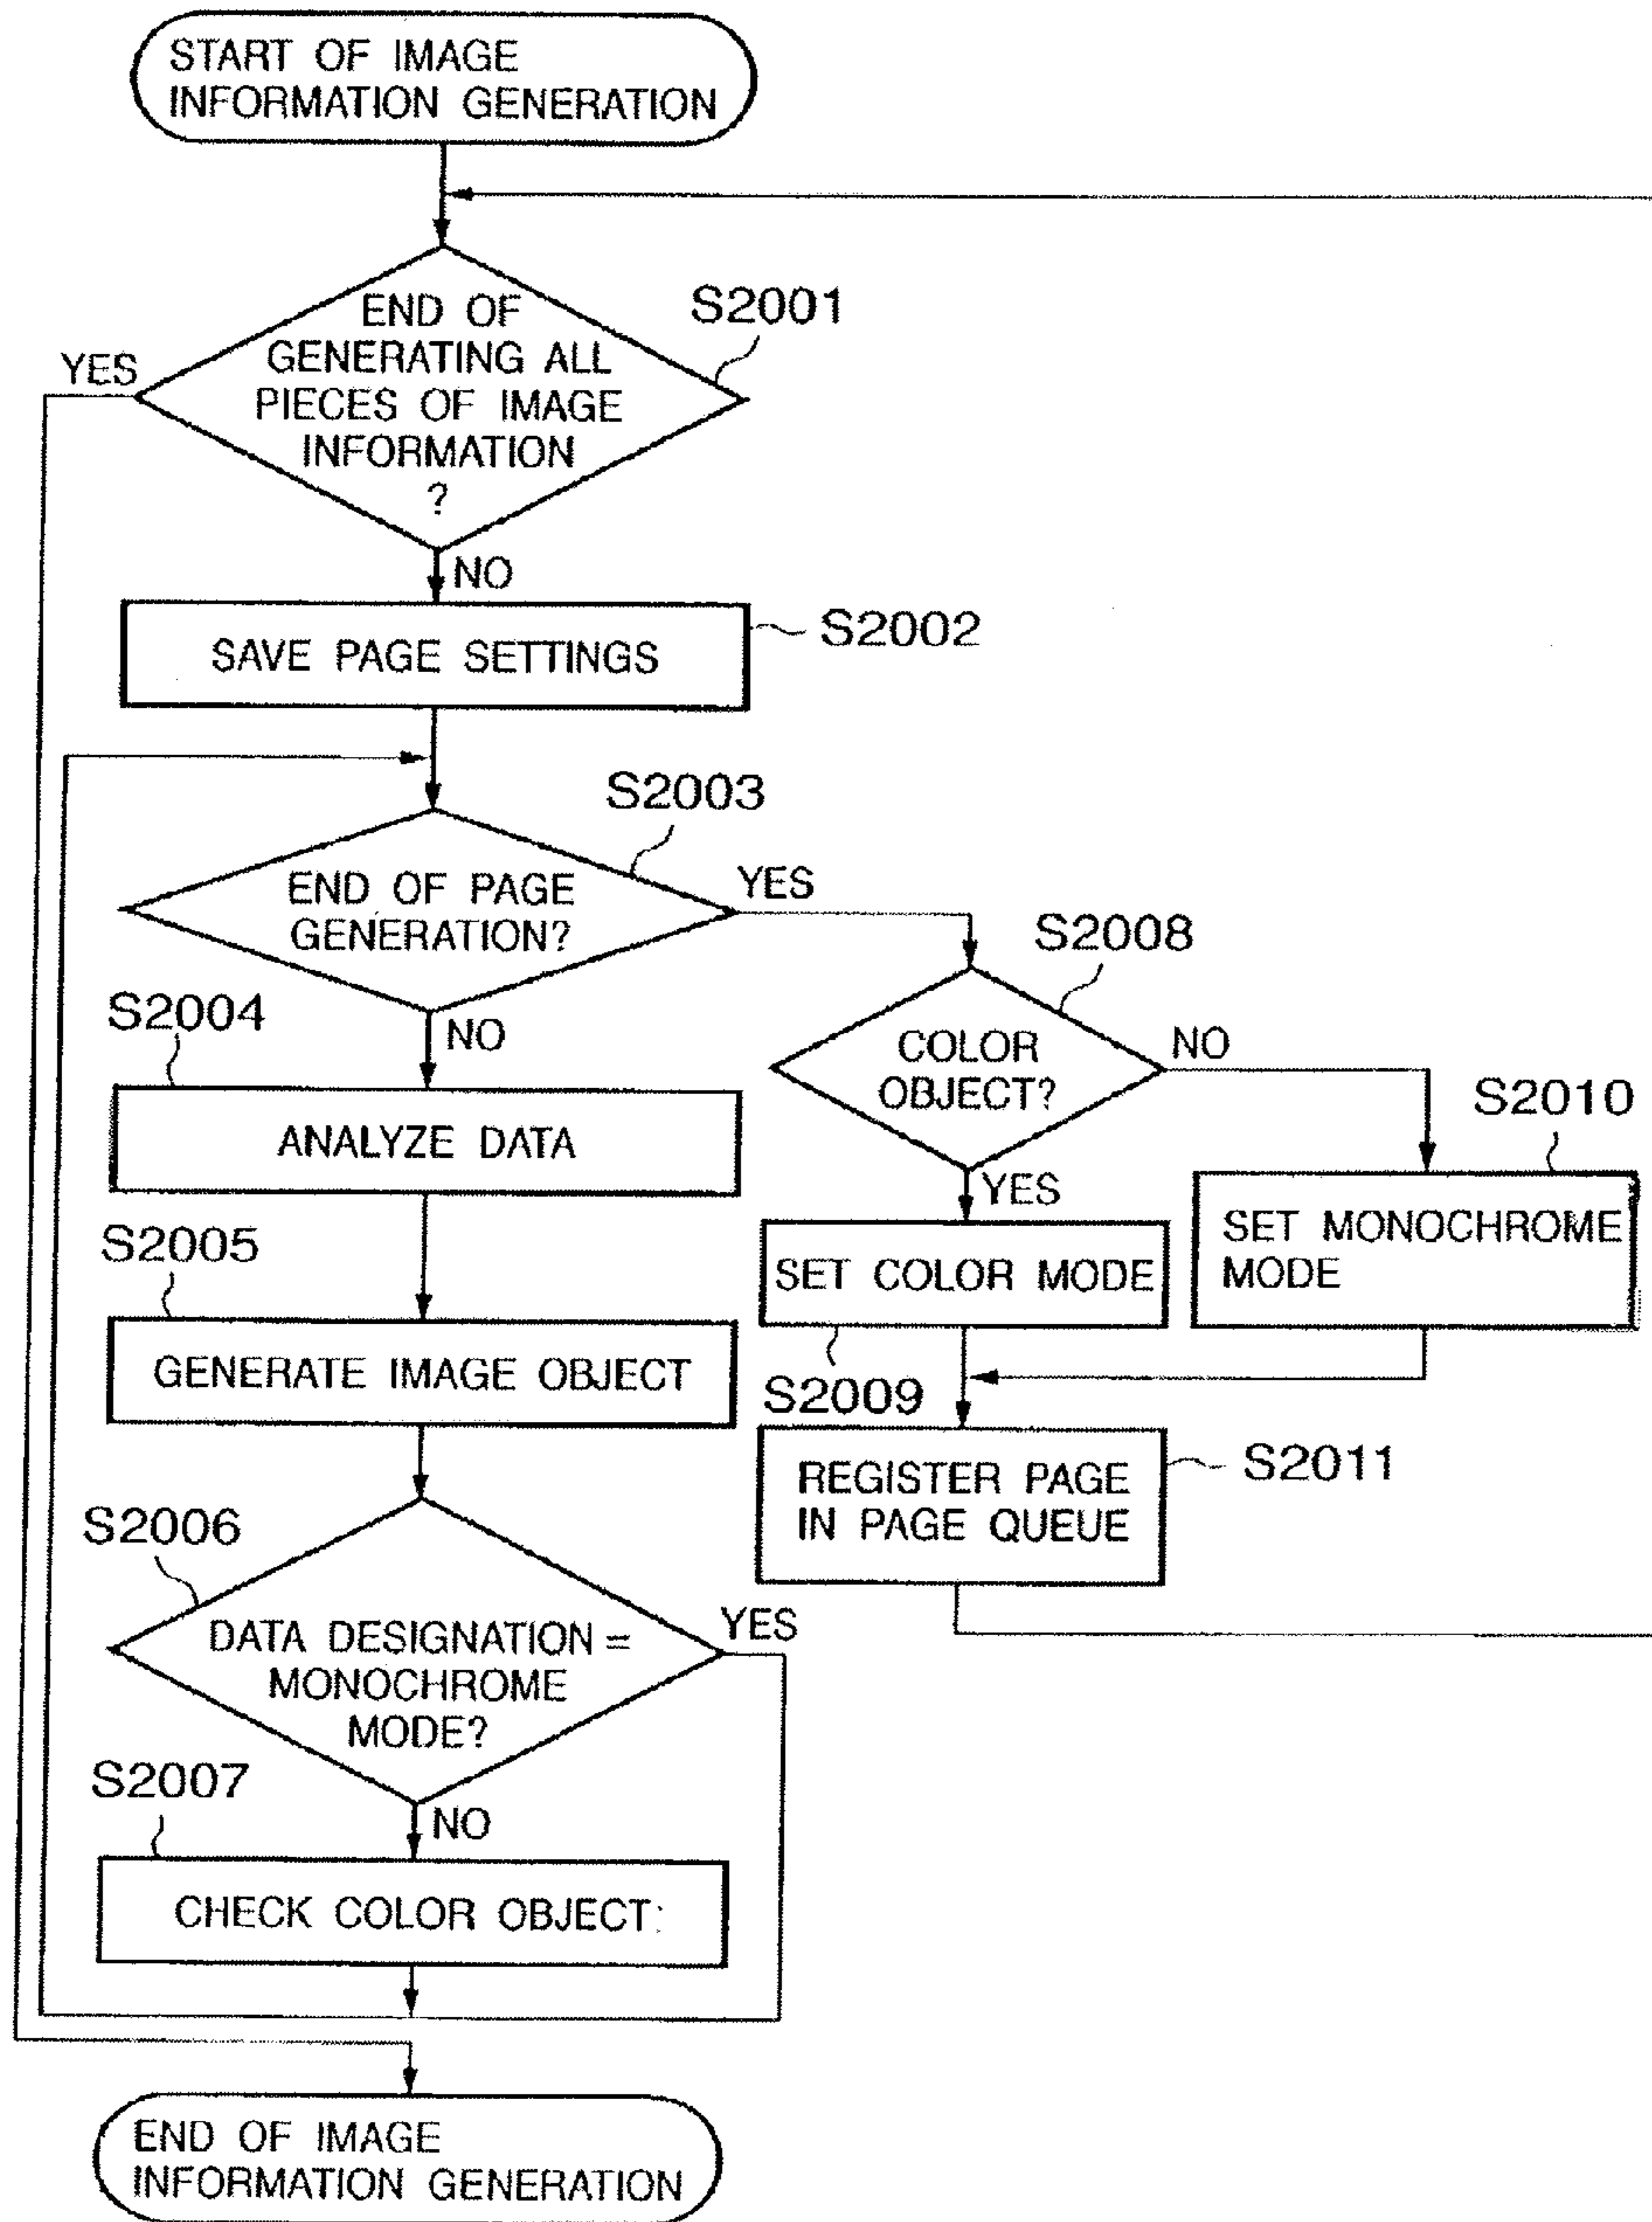 START OF IMAGE
INFORMATION GENERATION
S2001
END OF
GENERATING ALL
PIECES OF IMAGE
INFORMATION
?
YES
NO
S2002
SAVE PAGE SETTINGS
S2003
END OF PAGE
GENERATION?
YES
NO
S2008
COLOR
OBJECT?
NO
YES
S2004
ANALYZE DATA
S2010
SET MONOCHROME
MODE
SET COLOR MODE
S2009
S2005
GENERATE IMAGE OBJECT
REGISTER PAGE
IN PAGE QUEUE
S2011
S2006
DATA DESIGNATION =
MONOCHROME
MODE?
YES
NO
S2007
CHECK COLOR OBJECT
END OF IMAGE
INFORMATION GENERATION